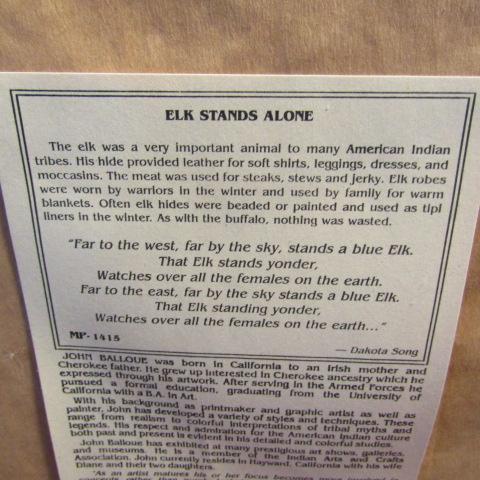 ELK STANDS ALONE
The elk was a very important animal to many American Indian
tribes. His hide provided leather for soft shirts, leggings, dresses, and
moccasins. The meat was used for steaks, stews and jerky. Elk robes
were worn by warriors in the winter and used by family for warm
blankets. Often elk hides were beaded or painted and used as tipi
liners in the winter. As with the buffalo, nothing was wasted.
"Far to the west, far by the sky, stands a blue Elk.
That Elk stands yonder,
Watches over all the females on the earth.
Far to the east, far by the sky stands a blue Elk.
That Elk standing yonder,
Watches over all the females on the earth..."
MP-1415
— Dakota Song
JOHN BALLOUE was born in California to an Irish mother and
Cherokee father. He grew up interested in Cherokee ancestry which he
expressed through his artwork. After serving in the Armed Forces he
pursued a formal education, graduating from the University of
California with a B.A. in Art.
With his background as printmaker and graphic artist as well as
painter, John has developed a variety of styles and techniques. These
range from realism, to colorful interpretations of tribal myths and
legends. His respect and admiration for the American Indian culture
both past and present is evident in his detailed and colorful studies.
John Balloue has exhibited at many prestigious art shows, galleries,
and museums. He is a member of the Indian Arts and Crafts
Association. John currently resides in Hayward, California with his wife
Diane and their two daughters.
"As an artist matures his or her focus becomes more involved in